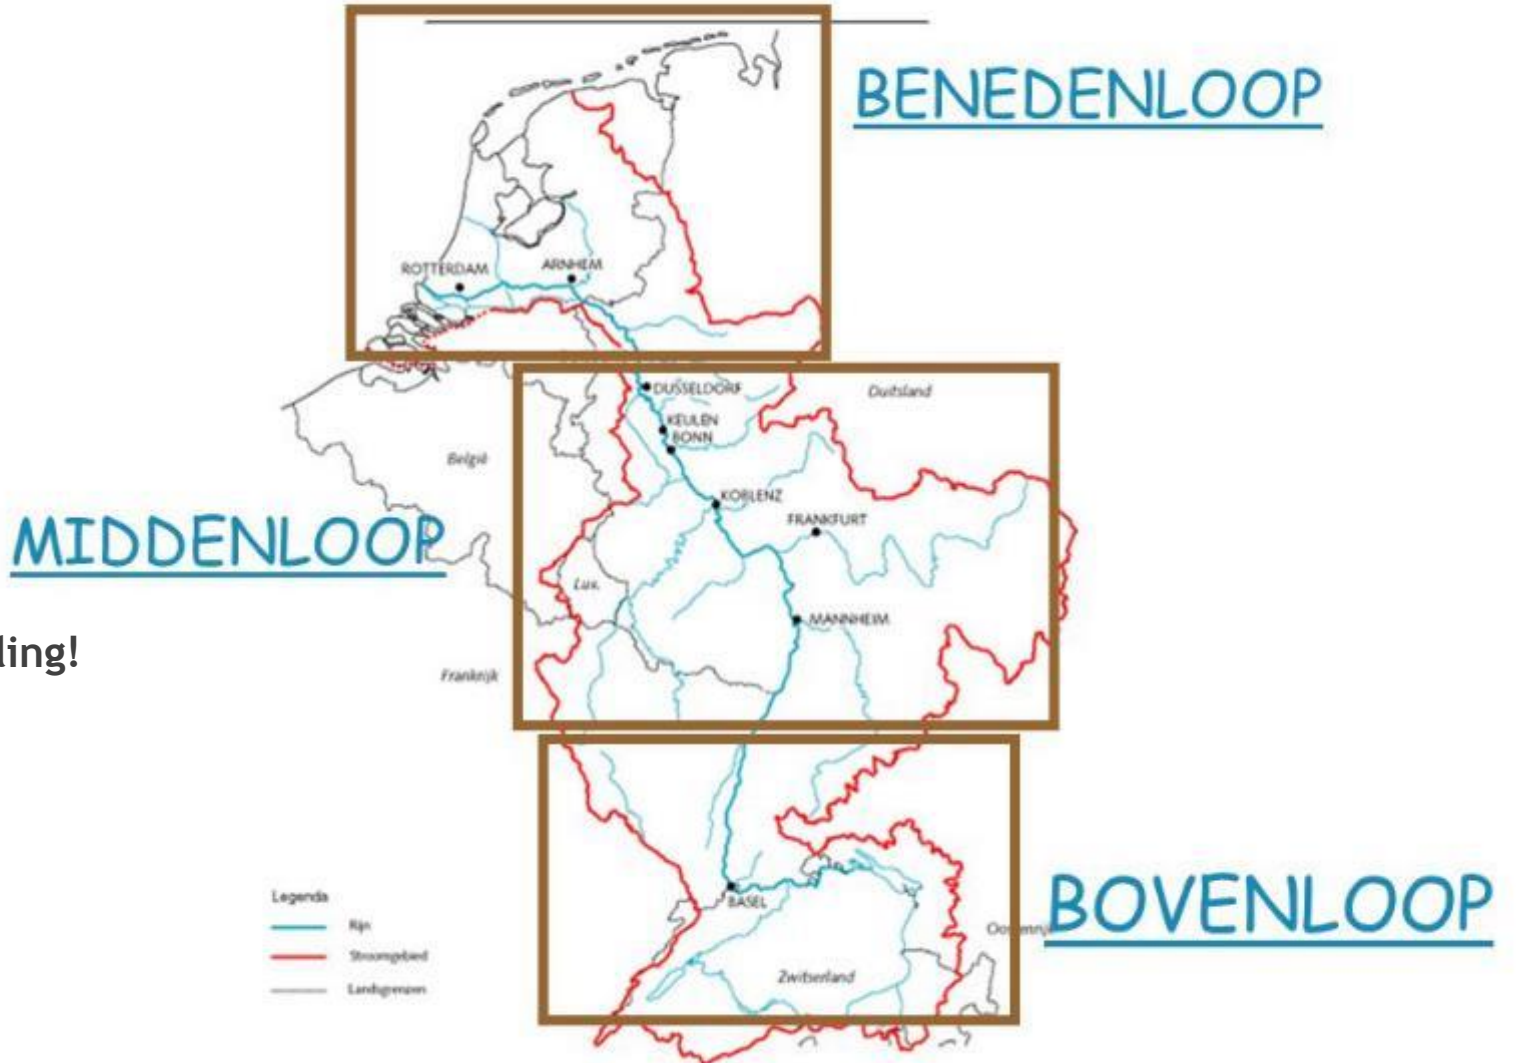 BENEDENLOOP
ROTTERDAM
ARNHEM
DUSSELDORF
Duitsland
KEULEN
BONN
België
KOBLENZ
FRANKFURT
MIDDENLOOP
Lux.
MANNHEIM
ling!
Frankrijk
BASEL
BOVENLOOP
Zwitserland
Legenda
Rijn
Stroomgebied
Landsgrenzen